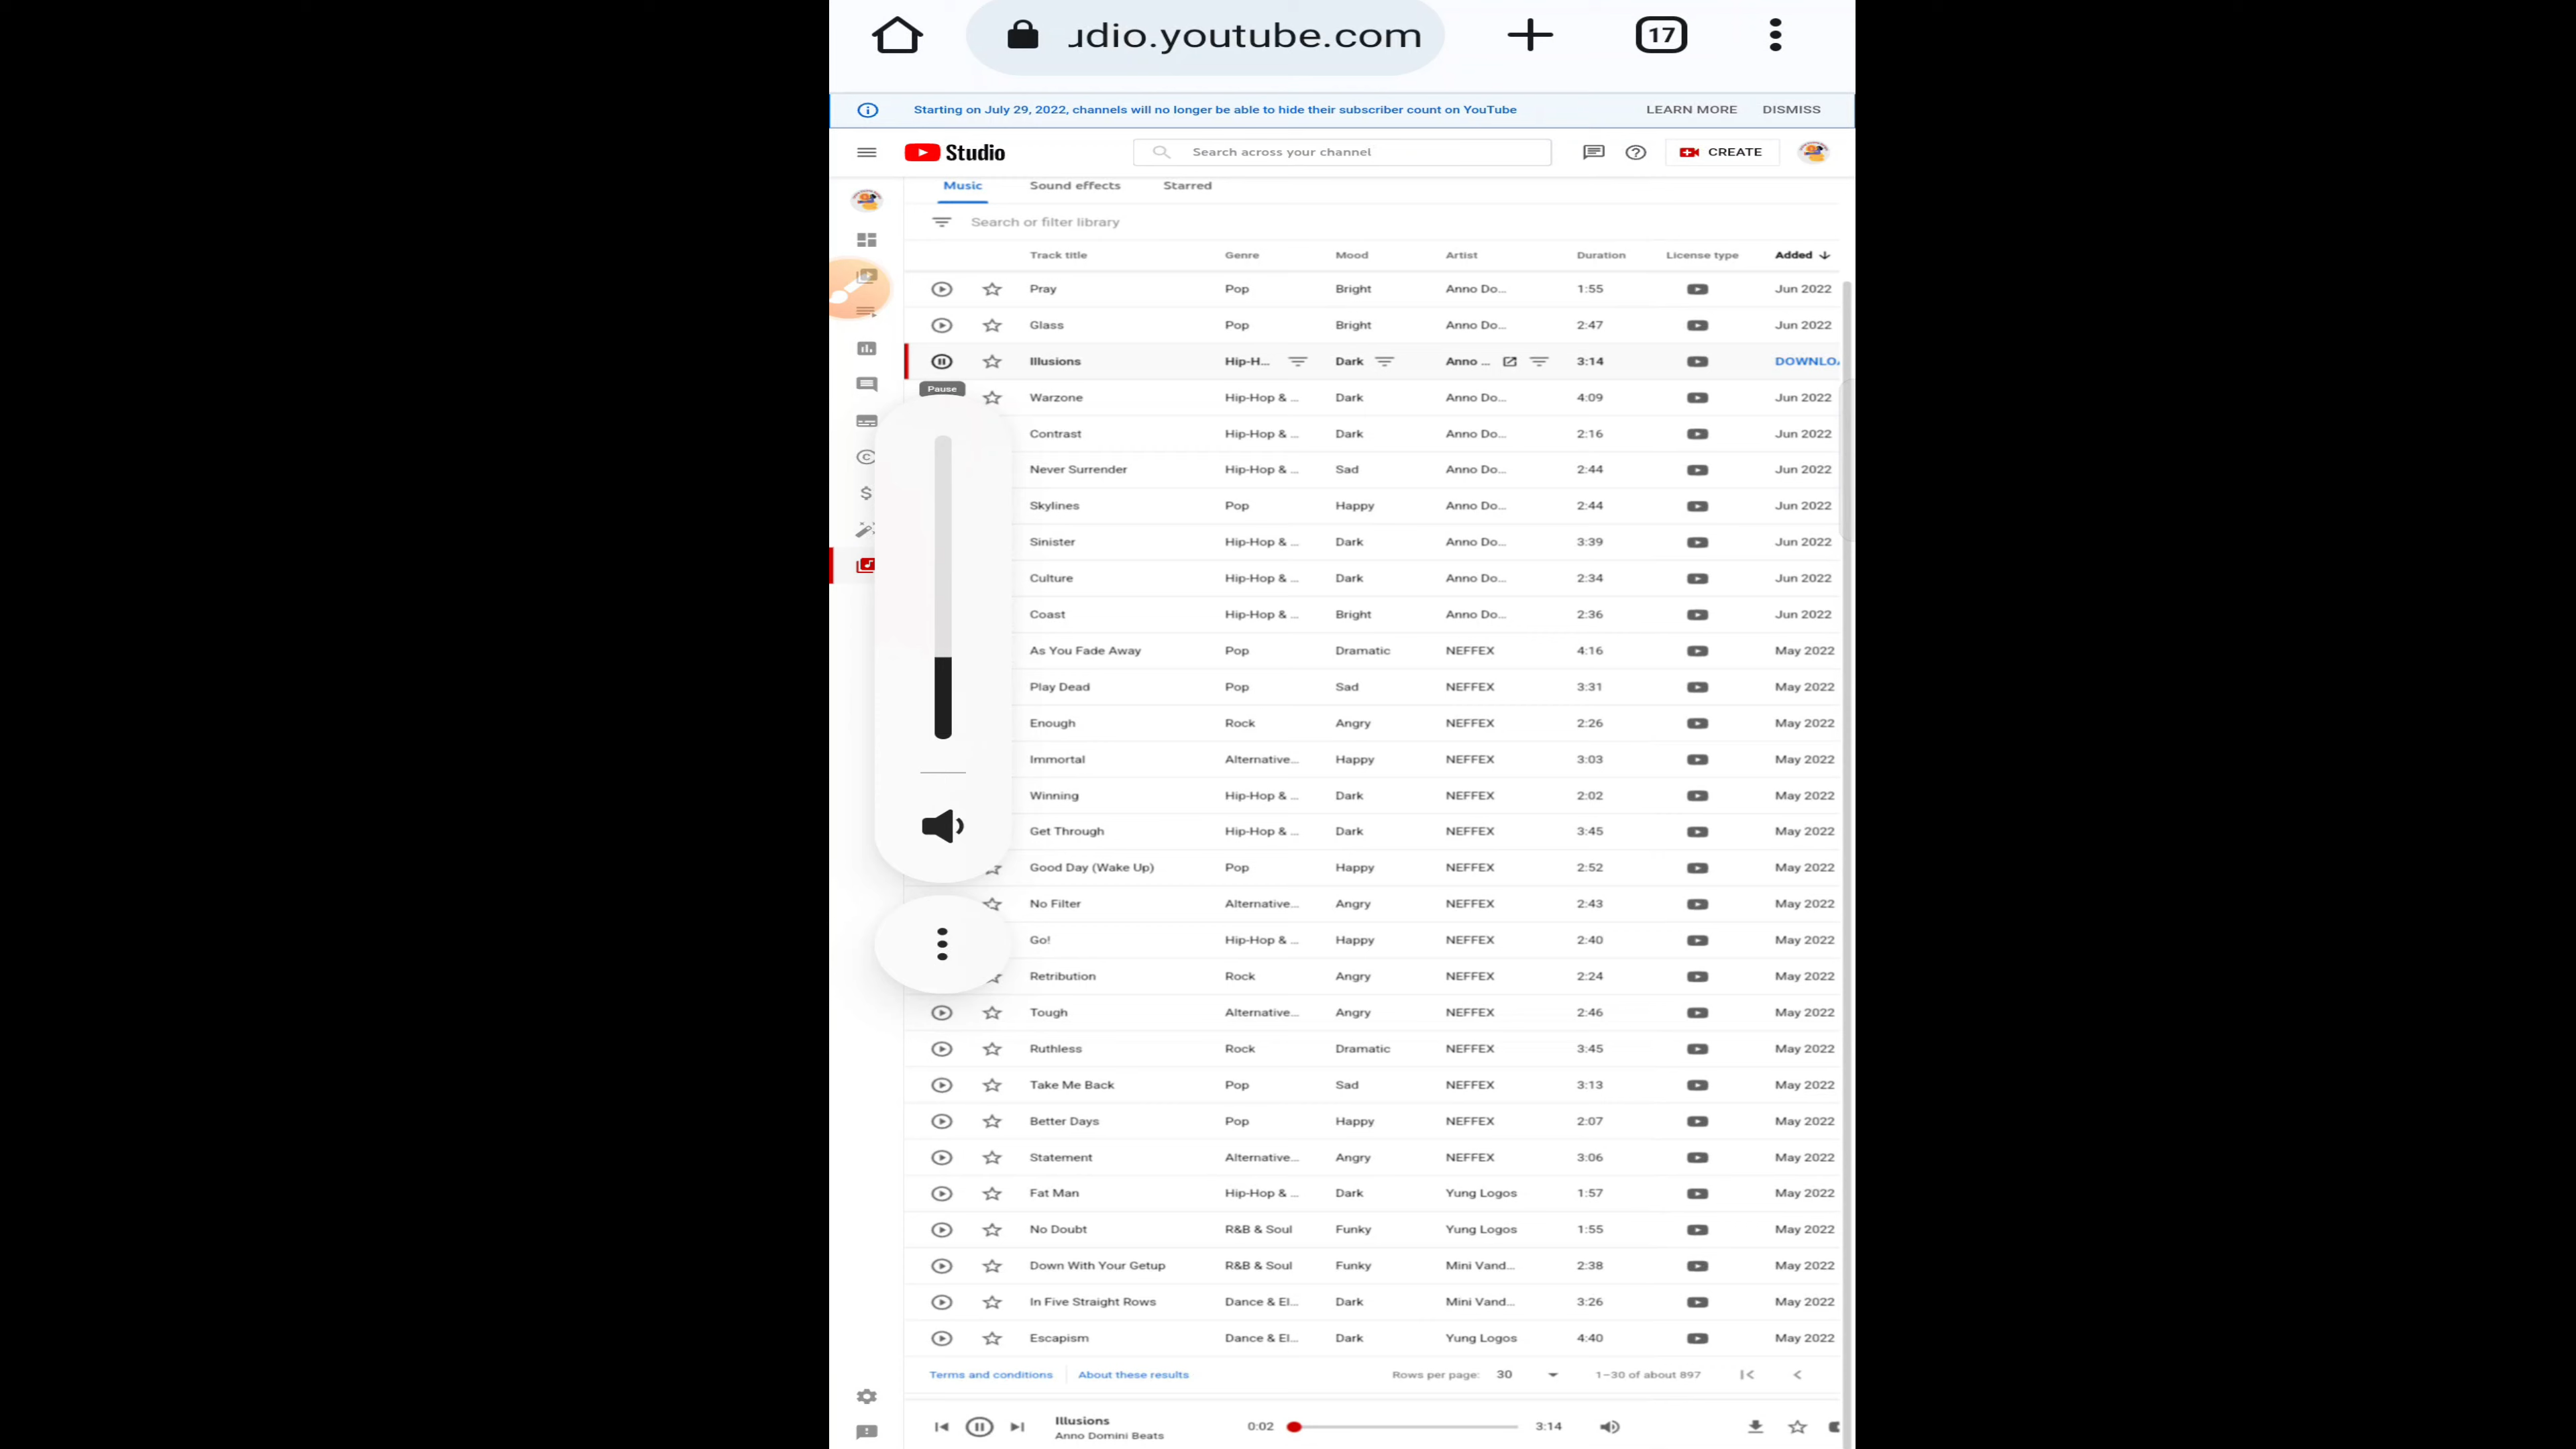 udio.youtube.com 17
Starting on July 29, 2022, channels will no longer be able to hide their subscriber count on YouTube LEARN MORE DISMISS
Studio Search across your channel CREATE
Music Sound effects Starred
Search or filter library
Track title Genre Mood Artist Duration License type Added
Pray Pop Bright Anno Do... 1:55 Jun 2022
Glass Pop Bright Anno Do... 2:47 Jun 2022
Illusions Hip-H... Dark Anno ... 3:14 DOWNLOA
Pause
Warzone Hip-Hop & ... Dark Anno Do... 4:09 Jun 2022
Contrast Hip-Hop & ... Dark Anno Do... 2:16 Jun 2022
Never Surrender Hip-Hop & ... Sad Anno Do... 2:44 Jun 2022
Skylines Pop Happy Anno Do... 2:44 Jun 2022
Sinister Hip-Hop & ... Dark Anno Do... 3:39 Jun 2022
Culture Hip-Hop & ... Dark Anno Do... 2:34 Jun 2022
Coast Hip-Hop & ... Bright Anno Do... 2:36 Jun 2022
As You Fade Away Pop Dramatic NEFFEX 4:16 May 2022
Play Dead Pop Sad NEFFEX 3:31 May 2022
Enough Rock Angry NEFFEX 2:26 May 2022
Immortal Alternative... Happy NEFFEX 3:03 May 2022
Winning Hip-Hop & ... Dark NEFFEX 2:02 May 2022
Get Through Hip-Hop & ... Dark NEFFEX 3:45 May 2022
Good Day (Wake Up) Pop Happy NEFFEX 2:52 May 2022
No Filter Alternative... Angry NEFFEX 2:43 May 2022
Go! Hip-Hop & ... Happy NEFFEX 2:40 May 2022
Retribution Rock Angry NEFFEX 2:24 May 2022
Tough Alternative... Angry NEFFEX 2:46 May 2022
Ruthless Rock Dramatic NEFFEX 3:45 May 2022
Take Me Back Pop Sad NEFFEX 3:13 May 2022
Better Days Pop Happy NEFFEX 2:07 May 2022
Statement Alternative... Angry NEFFEX 3:06 May 2022
Fat Man Hip-Hop & ... Dark Yung Logos 1:57 May 2022
No Doubt R&B & Soul Funky Yung Logos 1:55 May 2022
Down With Your Getup R&B & Soul Funky Mini Vand... 2:38 May 2022
In Five Straight Rows Dance & El... Dark Mini Vand... 3:26 May 2022
Escapism Dance & El... Dark Yung Logos 4:40 May 2022
Terms and conditions About these results Rows per page: 30 1–30 of about 897
Illusions 0:02 3:14
Anno Domini Beats